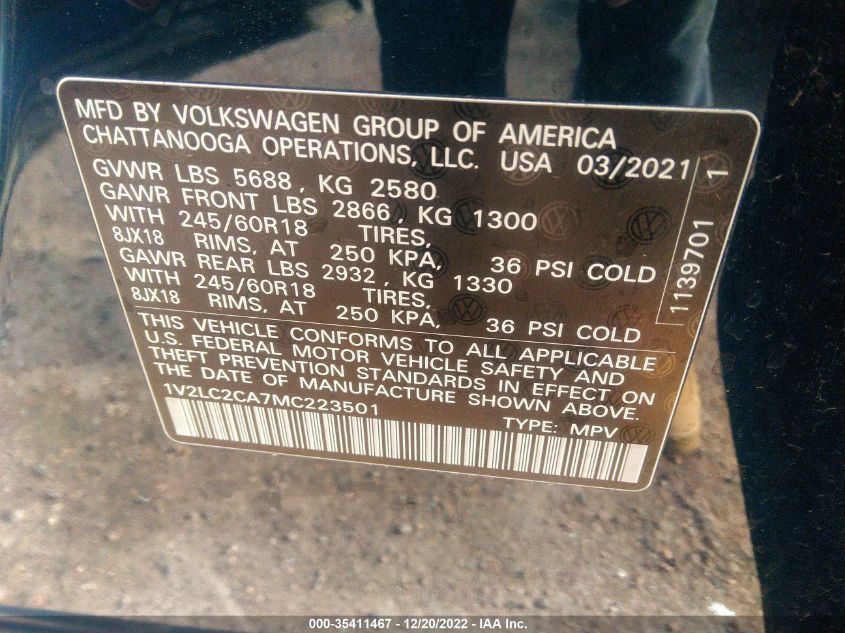 MFD BY VOLKSWAGEN GROUP OF AMERICA
CHATTANOOGA OPERATIONS, LLC. USA 03/2021
GVWR LBS 5688, KG 2580
GAWR FRONT LBS 2866, KG 1300
WITH 245/60R18 TIRES,
8JX18 RIMS, AT 250 KPA, 36 PSI COLD
GAWR REAR LBS 2932, KG 1330
WITH 245/60R18 TIRES,
8JX18 RIMS, AT 250 KPA, 36 PSI COLD
1139701 1
THIS VEHICLE CONFORMS TO ALL APPLICABLE
U.S. FEDERAL MOTOR VEHICLE SAFETY AND
THEFT PREVENTION STANDARDS IN EFFECT ON
THE DATE OF MANUFACTURE SHOWN ABOVE.
1V2LC2CA7MC223501 TYPE: MPV
000-35411467 - 12/20/2022 - IAA Inc.